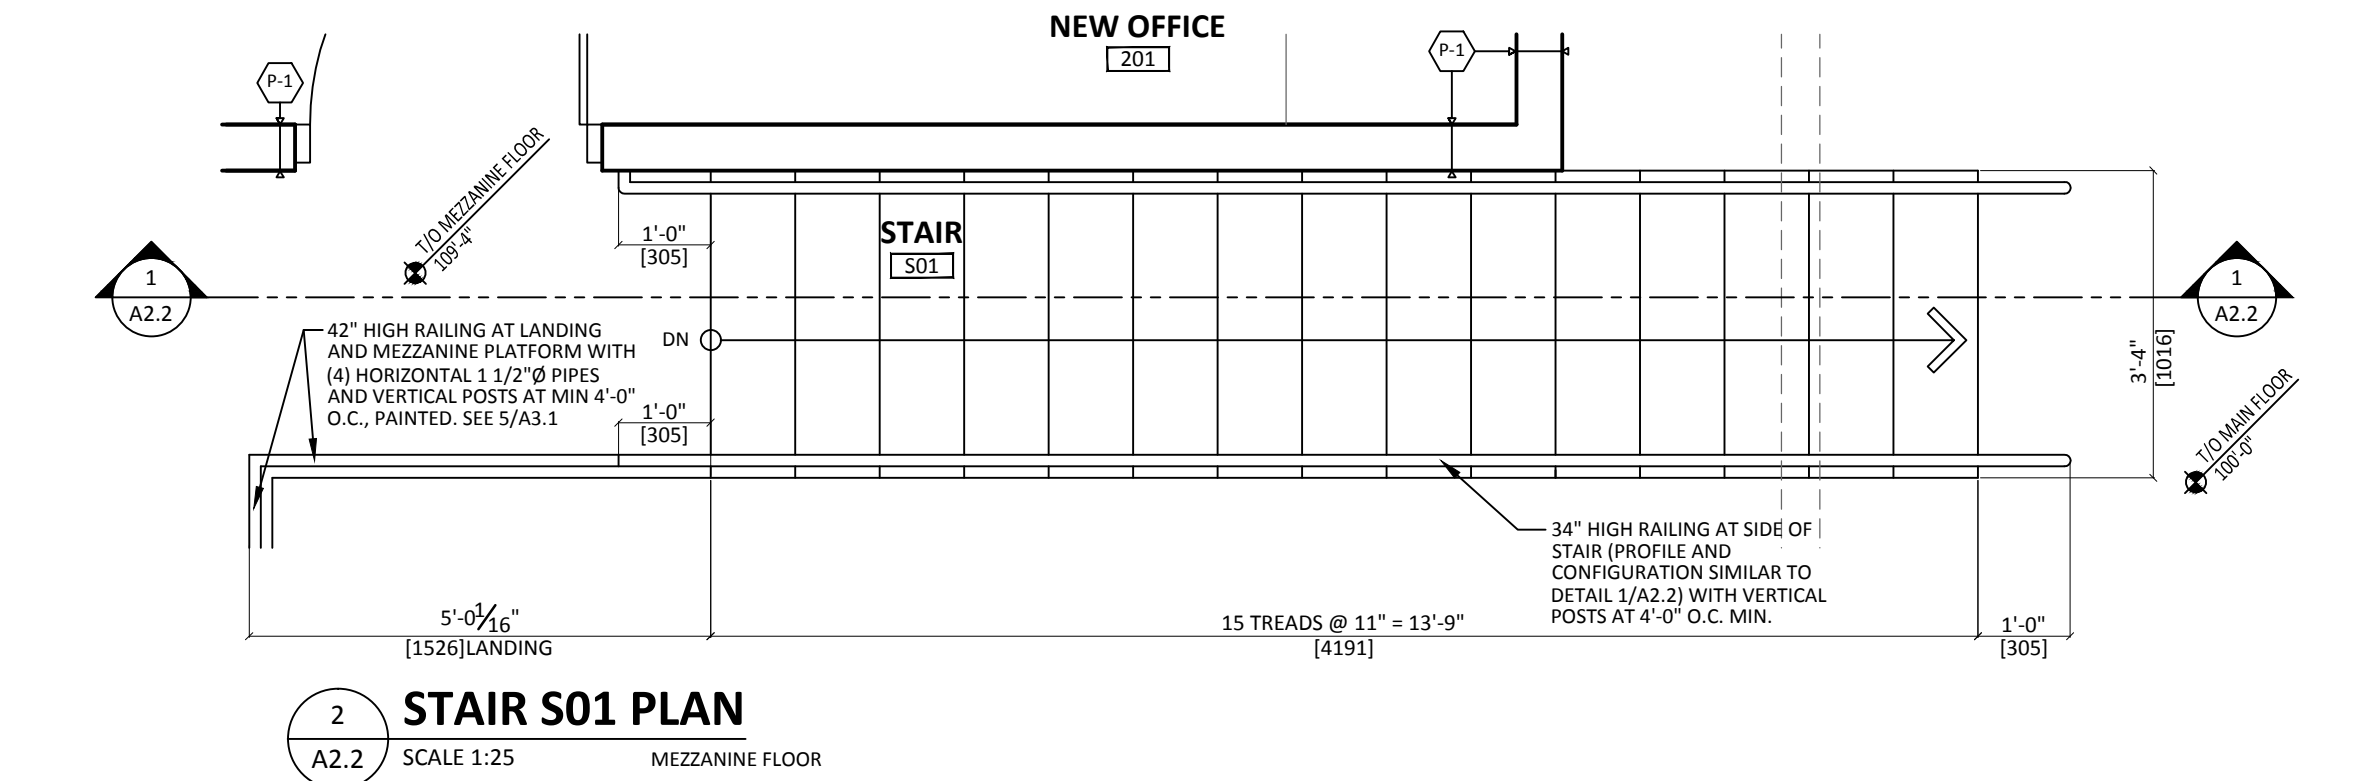 NEW OFFICE
201
P-1
P-1
T/O MEZZANINE FLOOR
109'-4"
1'-0"
[305]
STAIR
S01
1
A2.2
1
A2.2
42" HIGH RAILING AT LANDING
AND MEZZANINE PLATFORM WITH
(4) HORIZONTAL 1 1/2"Ø PIPES
AND VERTICAL POSTS AT MIN 4'-0"
O.C., PAINTED. SEE 5/A3.1
DN
1'-0"
[305]
3'-4"
[1016]
T/O MAIN FLOOR
100'-0"
34" HIGH RAILING AT SIDE OF
STAIR (PROFILE AND
CONFIGURATION SIMILAR TO
DETAIL 1/A2.2) WITH VERTICAL
POSTS AT 4'-0" O.C. MIN.
5'-0 1/16"
[1526]LANDING
15 TREADS @ 11" = 13'-9"
[4191]
1'-0"
[305]
2
A2.2
STAIR S01 PLAN
SCALE 1:25
MEZZANINE FLOOR